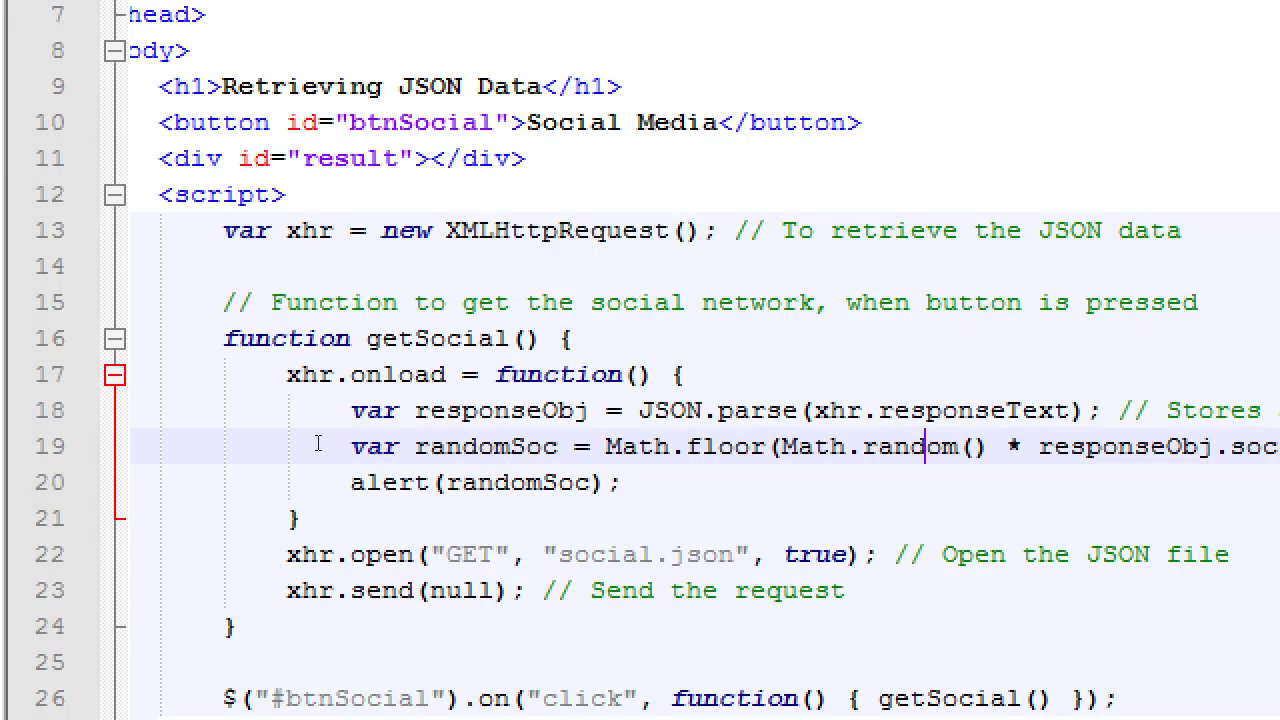 7 head>
8 ody>
9 <h1>Retrieving JSON Data</h1>
10 <button id="btnSocial">Social Media</button>
11 <div id="result"></div>
12 <script>
13 var xhr = new XMLHttpRequest(); // To retrieve the JSON data
14
15 // Function to get the social network, when button is pressed
16 function getSocial() {
17 xhr.onload = function() {
18 var responseObj = JSON.parse(xhr.responseText); // Stores
19 var randomSoc = Math.floor(Math.random() * responseObj.soc
20 alert(randomSoc);
21 }
22 xhr.open("GET", "social.json", true); // Open the JSON file
23 xhr.send(null); // Send the request
24 }
25
26 $("#btnSocial").on("click", function() { getSocial() });